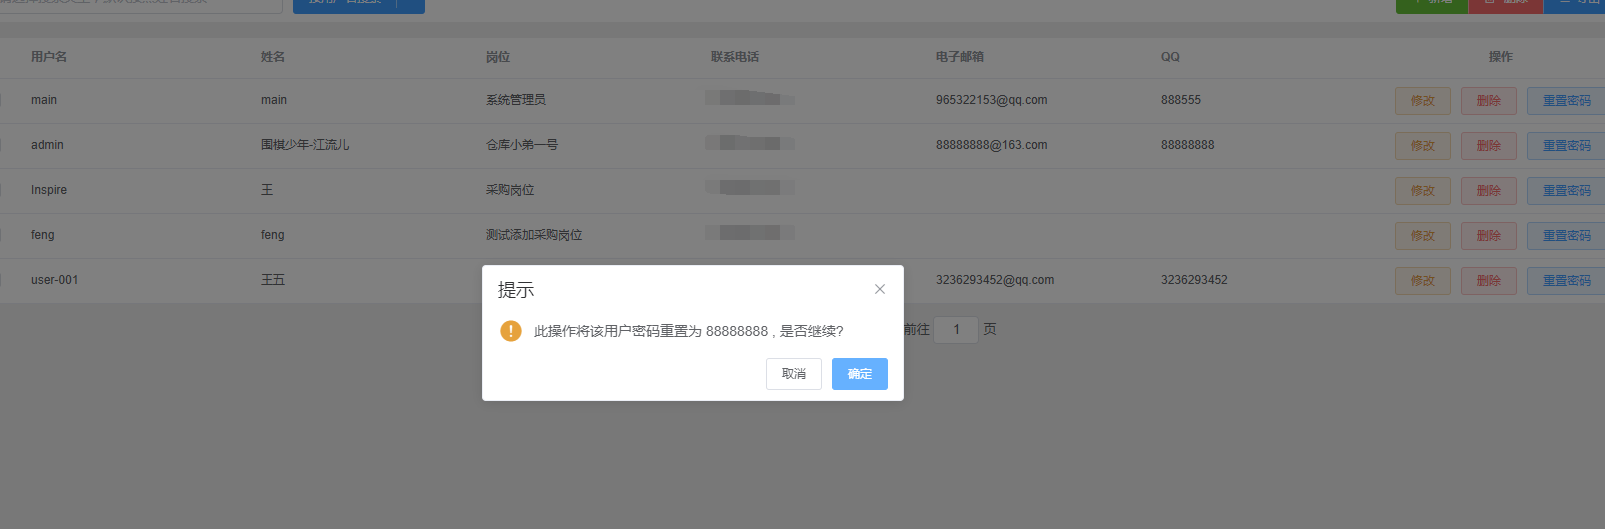 用户名 姓名 岗位 联系电话 电子邮箱 QQ 操作
main main 系统管理员 965322153@qq.com 888555 修改 删除 重置密码
admin 围棋少年-江流儿 仓库小弟一号 88888888@163.com 88888888 修改 删除 重置密码
Inspire 王 采购岗位 修改 删除 重置密码
feng feng 测试添加采购岗位 修改 删除 重置密码
user-001 王五 3236293452@qq.com 3236293452 修改 删除 重置密码
提示
此操作将该用户密码重置为 88888888 , 是否继续?
取消 确定
前往 1 页